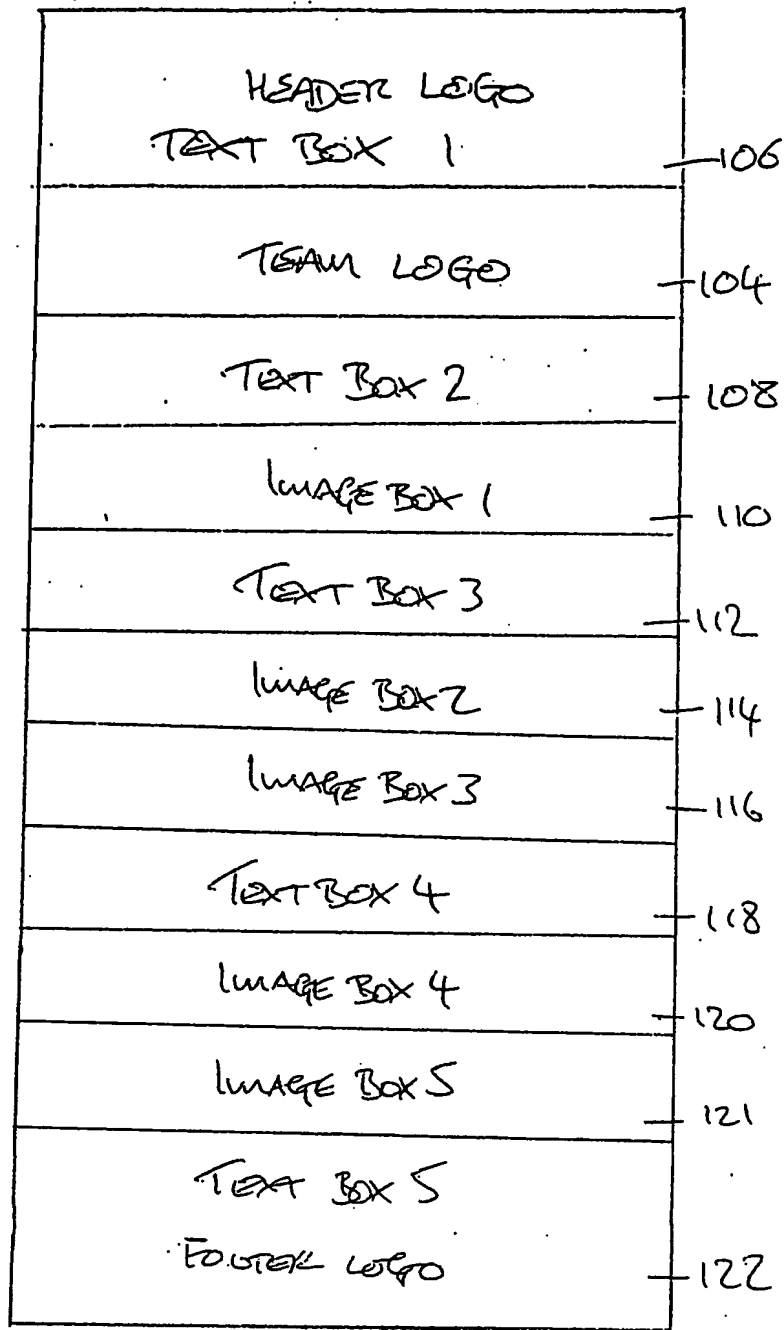 HEADER LOGO
TEXT BOX 1
106
TEAM LOGO
104
TEXT BOX 2
108
IMAGE BOX 1
110
TEXT BOX 3
112
IMAGE BOX 2
114
IMAGE BOX 3
116
TEXT BOX 4
118
IMAGE BOX 4
120
IMAGE BOX 5
121
TEXT BOX 5
FOOTER LOGO
122